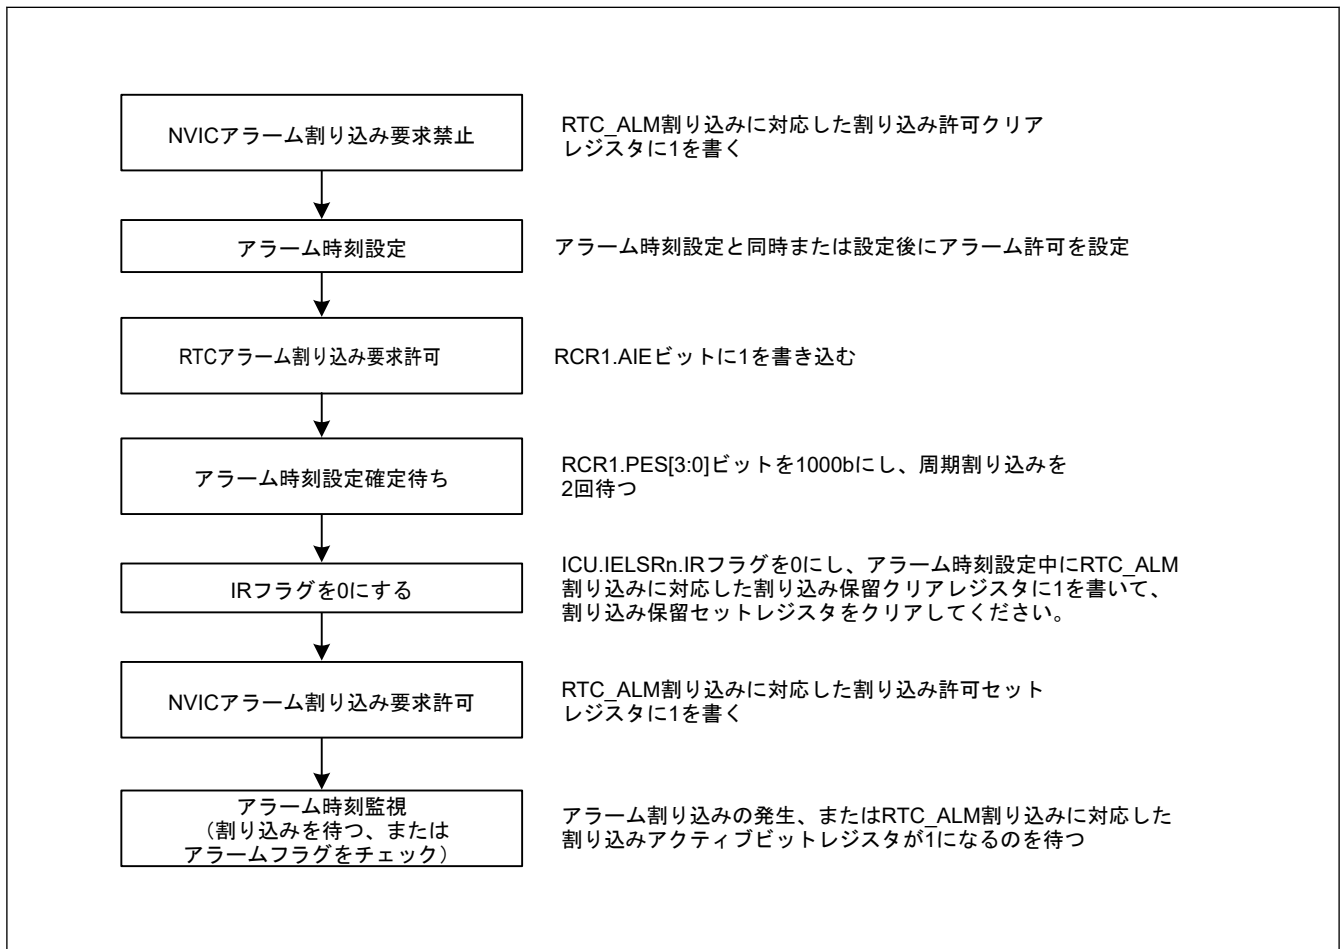 NVICアラーム割り込み要求禁止
RTC_ALM割り込みに対応した割り込み許可クリア
レジスタに1を書く
アラーム時刻設定
アラーム時刻設定と同時または設定後にアラーム許可を設定
RTCアラーム割り込み要求許可
RCR1.AIEビットに1を書き込む
アラーム時刻設定確定待ち
RCR1.PES[3:0]ビットを1000bにし、周期割り込みを
2回待つ
IRフラグを0にする
ICU.IELSRn.IRフラグを0にし、アラーム時刻設定中にRTC_ALM
割り込みに対応した割り込み保留クリアレジスタに1を書いて、
割り込み保留セットレジスタをクリアしてください。
NVICアラーム割り込み要求許可
RTC_ALM割り込みに対応した割り込み許可セット
レジスタに1を書く
アラーム時刻監視
（割り込みを待つ、または
アラームフラグをチェック）
アラーム割り込みの発生、またはRTC_ALM割り込みに対応した
割り込みアクティブビットレジスタが1になるのを待つ